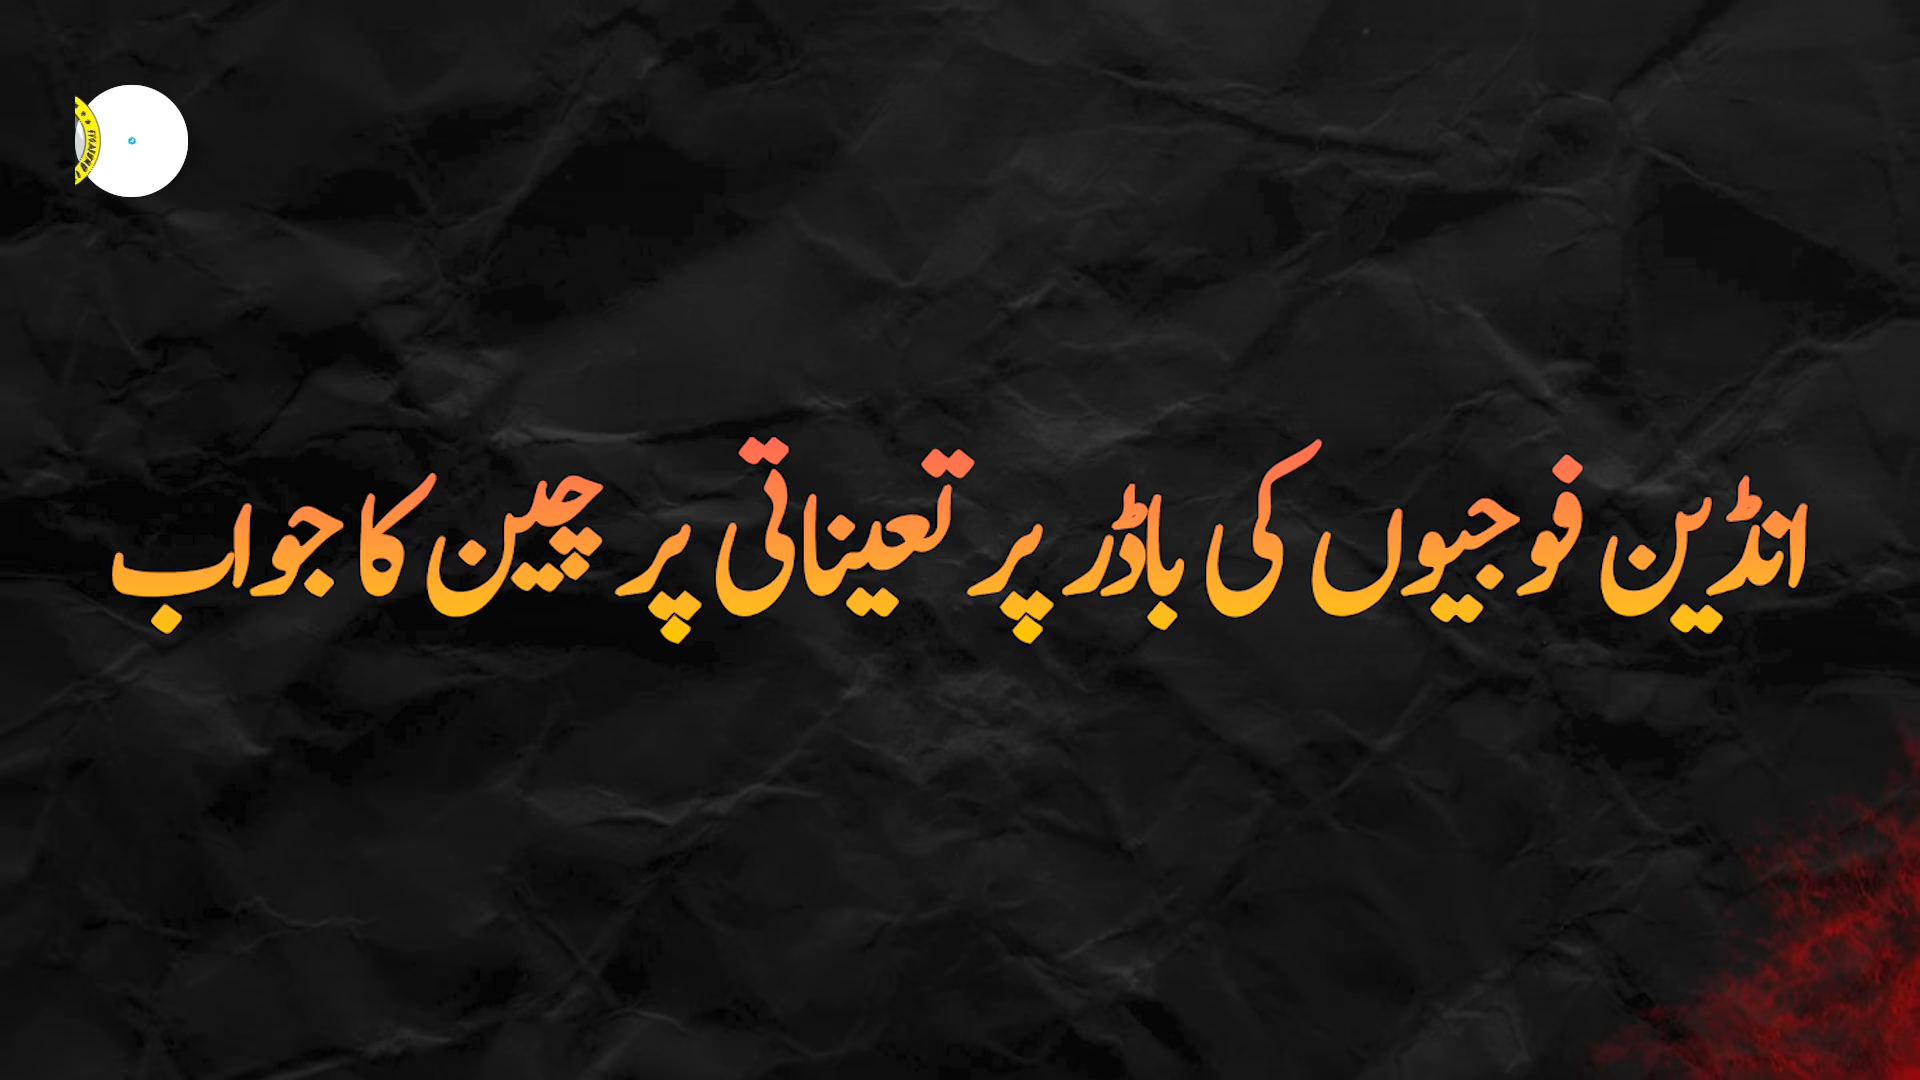 انڈین فوجیوں کی باڈر پر تعیناتی پر چین کا جواب